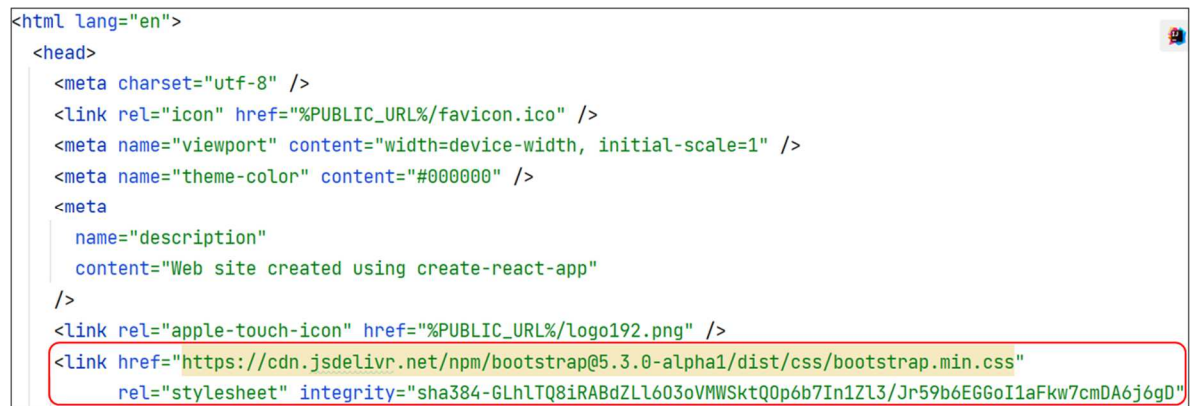 <html lang="en">
<head>
<meta charset="utf-8" />
<link rel="icon" href="%PUBLIC_URL%/favicon.ico" />
<meta name="viewport" content="width=device-width, initial-scale=1" />
<meta name="theme-color" content="#000000" />
<meta
name="description"
content="Web site created using create-react-app"
/>
<link rel="apple-touch-icon" href="%PUBLIC_URL%/logo192.png" />
<link href="https://cdn.jsdelivr.net/npm/bootstrap@5.3.0-alpha1/dist/css/bootstrap.min.css"
rel="stylesheet" integrity="sha384-GLhlTQ8iRABdZLl6O3oVMWSktQOp6b7In1Zl3/Jr59b6EGGoI1aFkw7cmDA6j6gD"